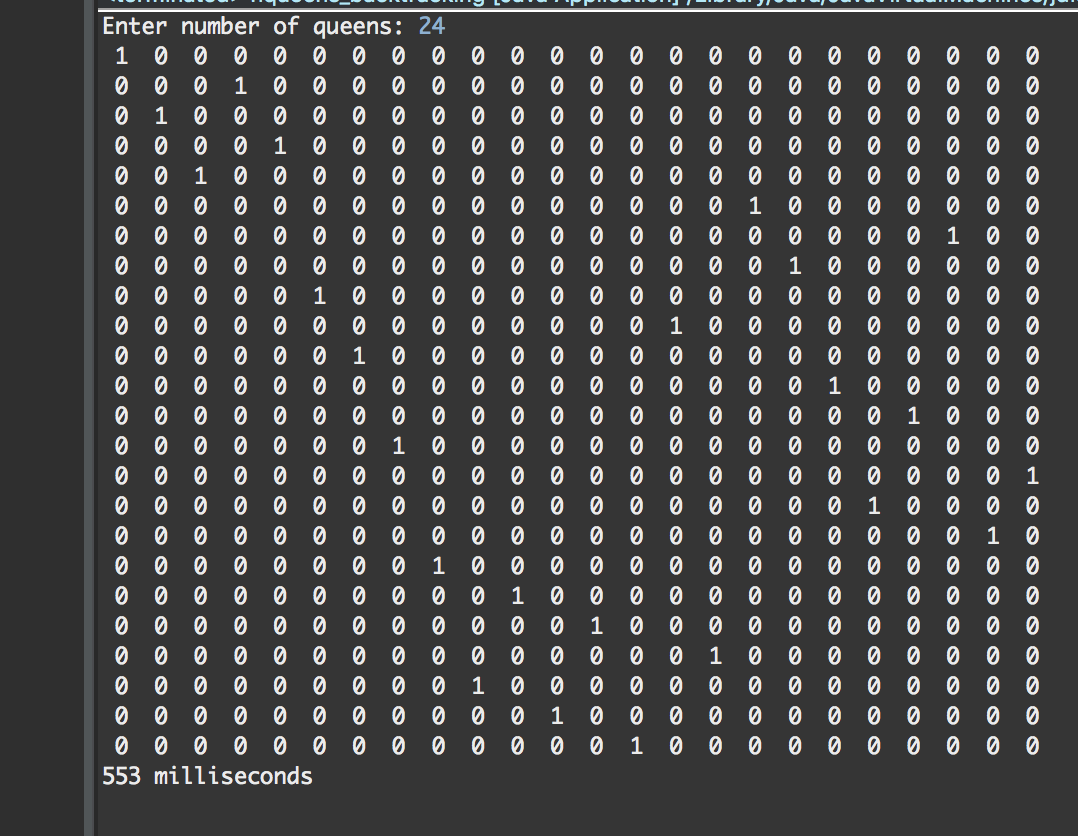 <terminated> nqueens_backtracking [Java Application] /Library/Java/JavaVirtualMachines/
Enter number of queens: 24
1 0 0 0 0 0 0 0 0 0 0 0 0 0 0 0 0 0 0 0 0 0 0 0
0 0 0 1 0 0 0 0 0 0 0 0 0 0 0 0 0 0 0 0 0 0 0 0
0 1 0 0 0 0 0 0 0 0 0 0 0 0 0 0 0 0 0 0 0 0 0 0
0 0 0 0 1 0 0 0 0 0 0 0 0 0 0 0 0 0 0 0 0 0 0 0
0 0 1 0 0 0 0 0 0 0 0 0 0 0 0 0 0 0 0 0 0 0 0 0
0 0 0 0 0 0 0 0 0 0 0 0 0 0 0 0 1 0 0 0 0 0 0 0
0 0 0 0 0 0 0 0 0 0 0 0 0 0 0 0 0 0 0 0 0 1 0 0
0 0 0 0 0 0 0 0 0 0 0 0 0 0 0 0 0 1 0 0 0 0 0 0
0 0 0 0 0 1 0 0 0 0 0 0 0 0 0 0 0 0 0 0 0 0 0 0
0 0 0 0 0 0 0 0 0 0 0 0 0 0 1 0 0 0 0 0 0 0 0 0
0 0 0 0 0 0 1 0 0 0 0 0 0 0 0 0 0 0 0 0 0 0 0 0
0 0 0 0 0 0 0 0 0 0 0 0 0 0 0 0 0 0 1 0 0 0 0 0
0 0 0 0 0 0 0 0 0 0 0 0 0 0 0 0 0 0 0 0 1 0 0 0
0 0 0 0 0 0 0 1 0 0 0 0 0 0 0 0 0 0 0 0 0 0 0 0
0 0 0 0 0 0 0 0 0 0 0 0 0 0 0 0 0 0 0 0 0 0 0 1
0 0 0 0 0 0 0 0 0 0 0 0 0 0 0 0 0 0 0 1 0 0 0 0
0 0 0 0 0 0 0 0 0 0 0 0 0 0 0 0 0 0 0 0 0 0 1 0
0 0 0 0 0 0 0 0 1 0 0 0 0 0 0 0 0 0 0 0 0 0 0 0
0 0 0 0 0 0 0 0 0 0 1 0 0 0 0 0 0 0 0 0 0 0 0 0
0 0 0 0 0 0 0 0 0 0 0 0 1 0 0 0 0 0 0 0 0 0 0 0
0 0 0 0 0 0 0 0 0 0 0 0 0 0 0 1 0 0 0 0 0 0 0 0
0 0 0 0 0 0 0 0 0 1 0 0 0 0 0 0 0 0 0 0 0 0 0 0
0 0 0 0 0 0 0 0 0 0 0 1 0 0 0 0 0 0 0 0 0 0 0 0
0 0 0 0 0 0 0 0 0 0 0 0 0 1 0 0 0 0 0 0 0 0 0 0
553 milliseconds